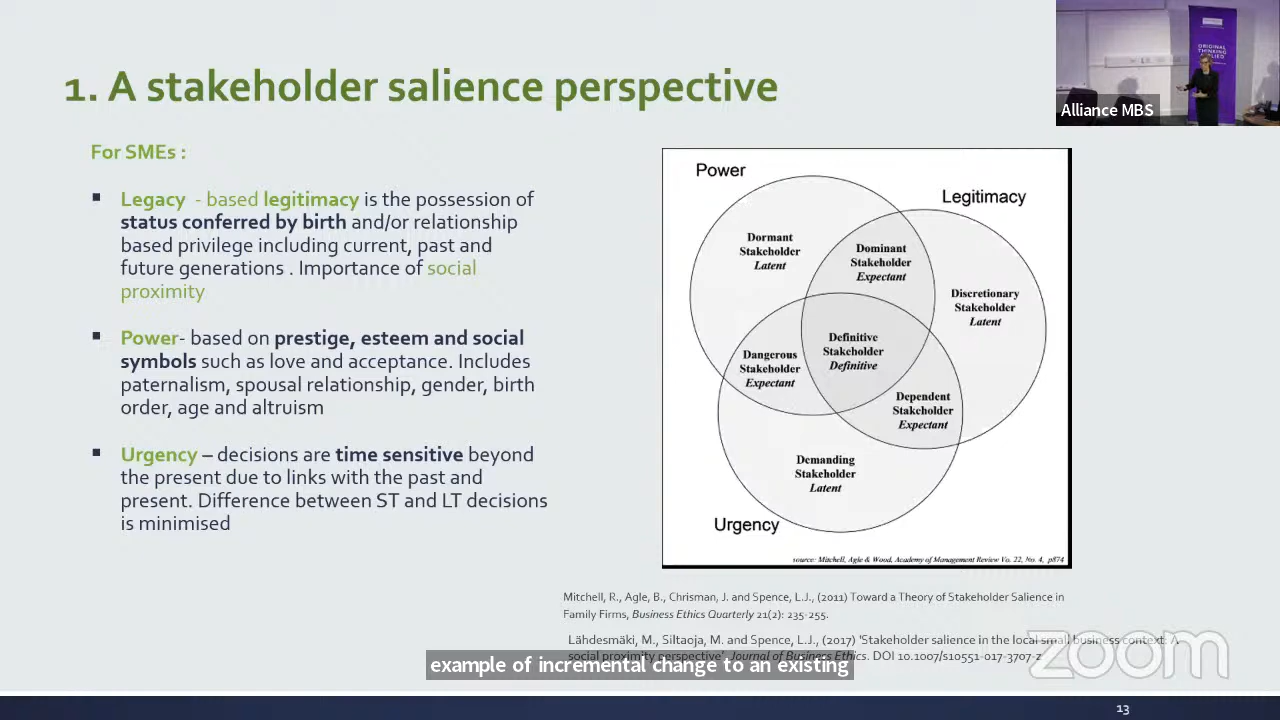 1. A stakeholder salience perspective
Alliance MBS
ORIGINAL
THINKING
APPLIED
For SMEs :
Legacy - based legitimacy is the possession of
status conferred by birth and/or relationship
based privilege including current, past and
future generations . Importance of social
proximity
Power- based on prestige, esteem and social
symbols such as love and acceptance. Includes
paternalism, spousal relationship, gender, birth
order, age and altruism
Urgency – decisions are time sensitive beyond
the present due to links with the past and
present. Difference between ST and LT decisions
is minimised
Power
Legitimacy
Dormant
Stakeholder
Latent
Dominant
Stakeholder
Expectant
Discretionary
Stakeholder
Latent
Definitive
Stakeholder
Definitive
Dangerous
Stakeholder
Expectant
Dependent
Stakeholder
Expectant
Demanding
Stakeholder
Latent
Urgency
source: Mitchell, Agle & Wood, Academy of Management Review Vo. 22, No. 4, p874
Mitchell, R., Agle, B., Chrisman, J. and Spence, L.J., (2011) Toward a Theory of Stakeholder Salience in
Family Firms, Business Ethics Quarterly 21(2): 235-255.
Lähdesmäki, M., Siltaoja, M. and Spence, L.J., (2017) 'Stakeholder salience in the local small business context: A
social proximity perspective'. Journal of Business Ethics. DOI 10.1007/s10551-017-3707-z
example of incremental change to an existing
zoom
13